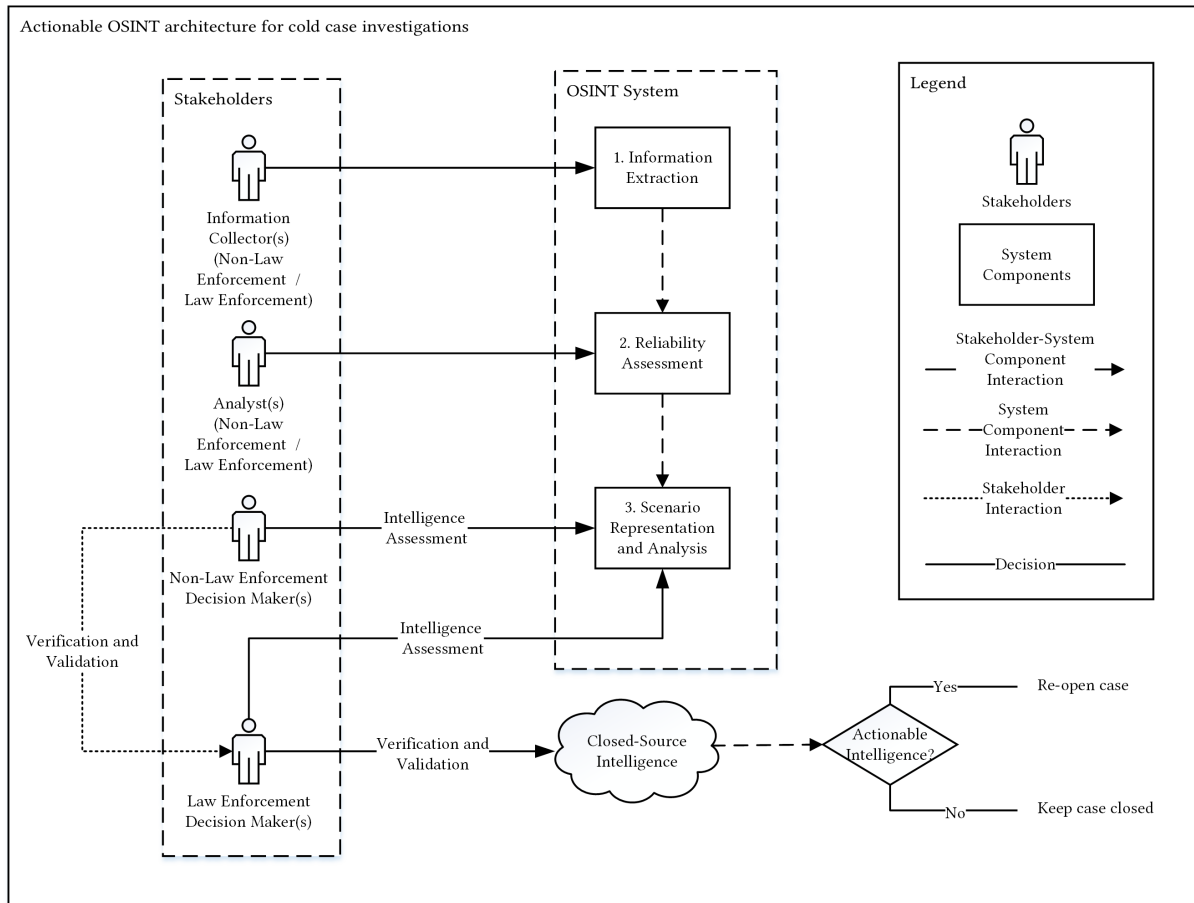 Actionable OSINT architecture for cold case investigations
Stakeholders
Information
Collector(s)
(Non-Law
Enforcement /
Law Enforcement)
Analyst(s)
(Non-Law
Enforcement /
Law Enforcement)
Non-Law Enforcement
Decision Maker(s)
Verification and
Validation
Law Enforcement
Decision Maker(s)
Intelligence
Assessment
Intelligence
Assessment
Verification and
Validation
OSINT System
1. Information
Extraction
2. Reliability
Assessment
3. Scenario
Representation
and Analysis
Closed-Source
Intelligence
Actionable
Intelligence?
Yes
Re-open case
No
Keep case closed
Legend
Stakeholders
System
Components
Stakeholder-System
Component
Interaction
System
Component
Interaction
Stakeholder
Interaction
Decision